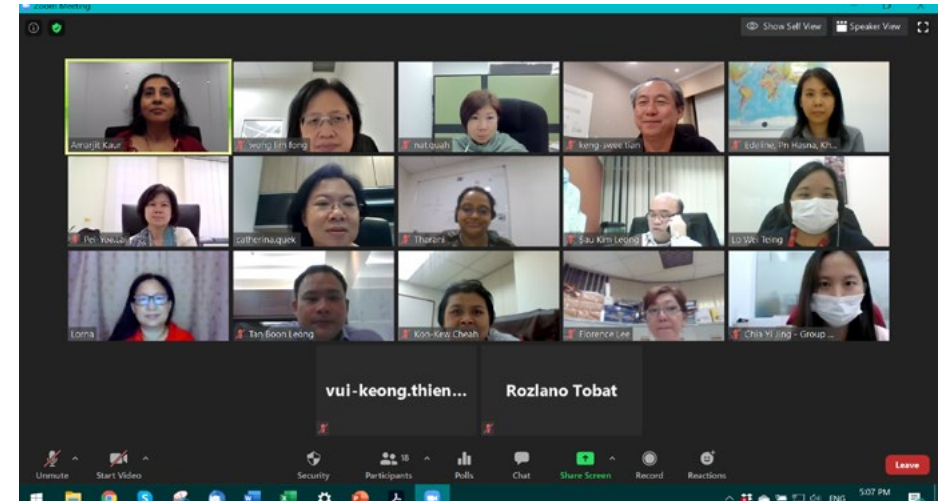 Zoom Meeting
Show Self View
Speaker View
Amarjit Kaur
wong lim fong
nat quah
keng-swee tian
Edeline, Pn Hasna, Kh...
Pei-Yoe.Lai
catherina.quek
Tharani
Sau Kim Leong
Lo Wei Teing
Lorna
Tan Boon Leong
Kon-Kew Cheah
Florence Lee
Chia Yi Jing - Group ...
vui-keong.thien...
Rozlano Tobat
Unmute
Start Video
Security
Participants 18
Polls
Chat
Share Screen
Record
Reactions
Leave
ENG
5:07 PM